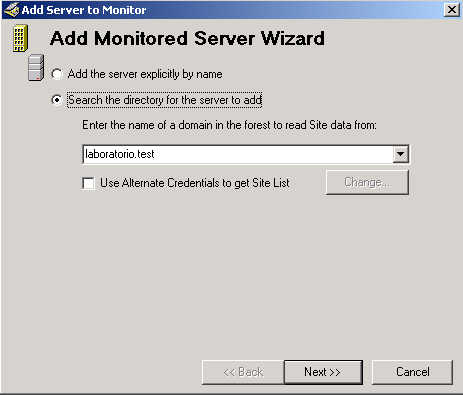 Add Server to Monitor
Add Monitored Server Wizard
Add the server explicitly by name
Search the directory for the server to add
Enter the name of a domain in the forest to read Site data from:
laboratorio.test
Use Alternate Credentials to get Site List
Change...
<< Back
Next >>
Cancel